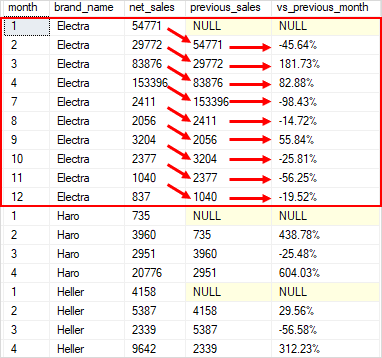 month brand_name net_sales previous_sales vs_previous_month
1 Electra 54771 NULL NULL
2 Electra 29772 54771 -45.64%
3 Electra 83876 29772 181.73%
4 Electra 153396 83876 82.88%
7 Electra 2411 153396 -98.43%
8 Electra 2056 2411 -14.72%
9 Electra 3204 2056 55.84%
10 Electra 2377 3204 -25.81%
11 Electra 1040 2377 -56.25%
12 Electra 837 1040 -19.52%
1 Haro 735 NULL NULL
2 Haro 3960 735 438.78%
3 Haro 2951 3960 -25.48%
4 Haro 20776 2951 604.03%
1 Heller 4158 NULL NULL
2 Heller 5387 4158 29.56%
3 Heller 2339 5387 -56.58%
4 Heller 9642 2339 312.23%